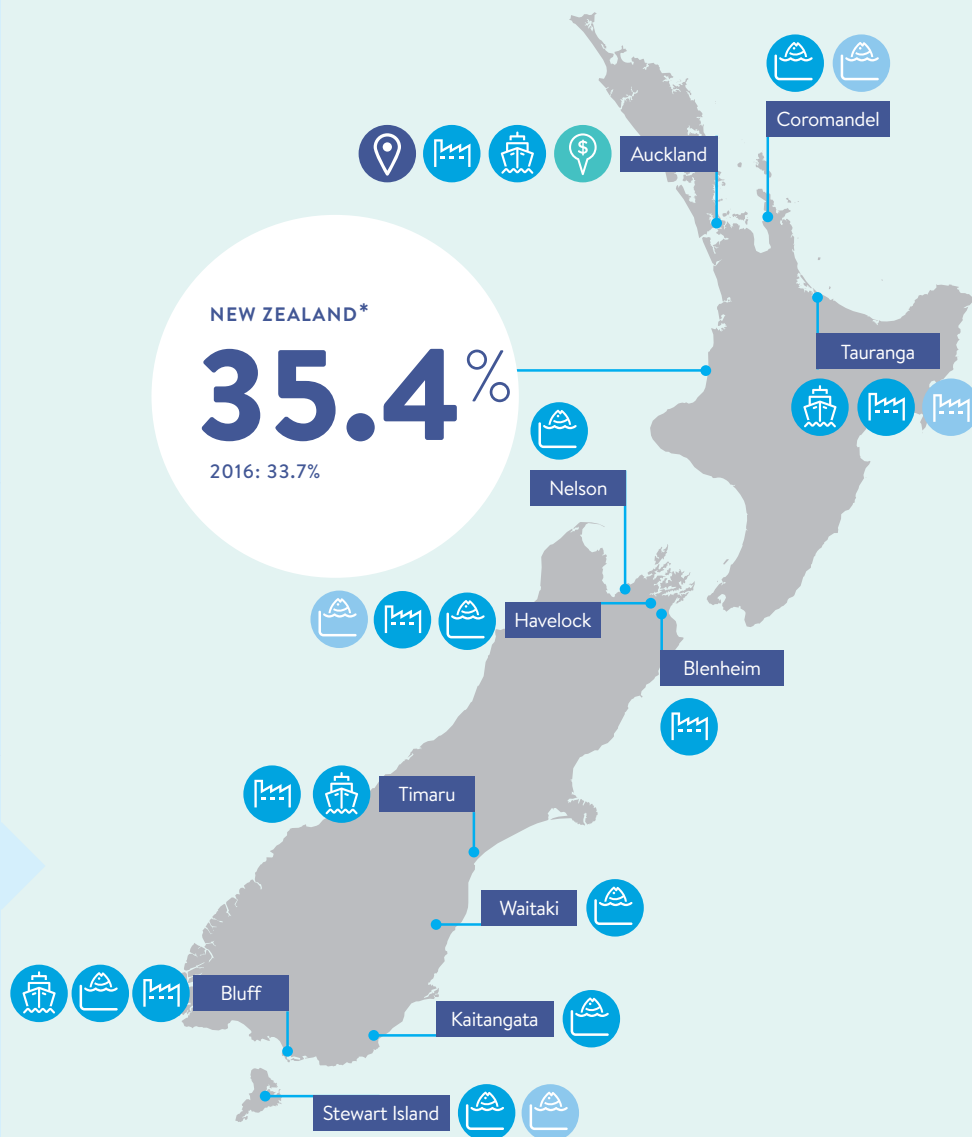 Coromandel
Auckland
NEW ZEALAND*
35.4%
2016: 33.7%
Tauranga
Nelson
Havelock
Blenheim
Timaru
Waitaki
Bluff
Kaitangata
Stewart Island
$